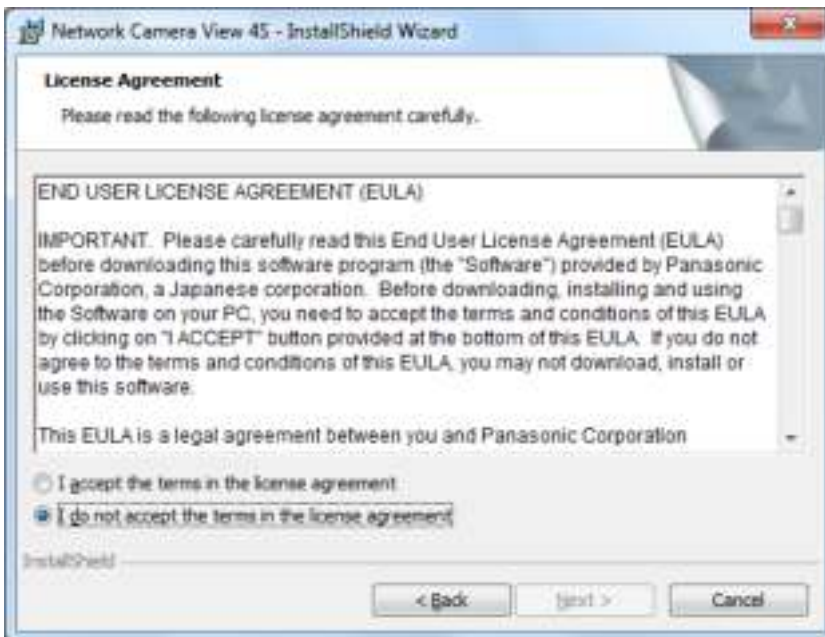 Network Camera View 4S - InstallShield Wizard
License Agreement
Please read the following license agreement carefully.
END USER LICENSE AGREEMENT (EULA)
IMPORTANT.  Please carefully read this End User License Agreement (EULA)
before downloading this software program (the "Software") provided by Panasonic
Corporation, a Japanese corporation.  Before downloading, installing and using
the Software on your PC, you need to accept the terms and conditions of this EULA
by clicking on "I ACCEPT" button provided at the bottom of this EULA.  If you do not
agree to the terms and conditions of this EULA, you may not download, install or
use this software.
This EULA is a legal agreement between you and Panasonic Corporation
I accept the terms in the license agreement
I do not accept the terms in the license agreement
InstallShield
< Back
Next >
Cancel